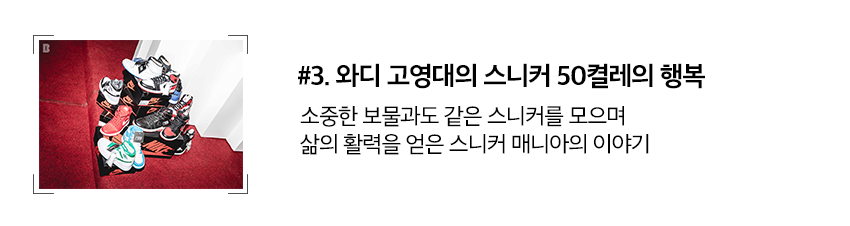 #3. 와디 고영대의 스니커 50켤레의 행복
소중한 보물과도 같은 스니커를 모으며
삶의 활력을 얻은 스니커 매니아의 이야기